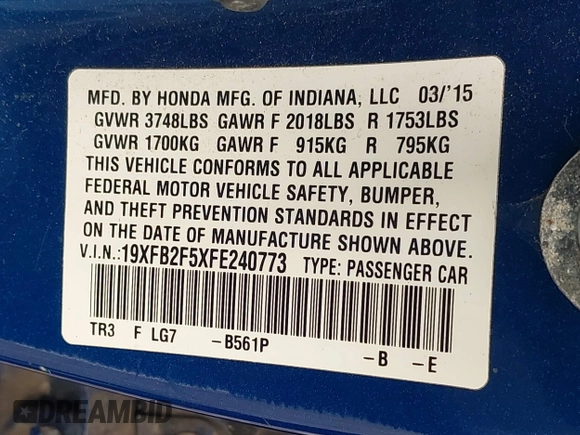 MFD. BY HONDA MFG. OF INDIANA, LLC 03/'15
GVWR 3748LBS GAWR F 2018LBS R 1753LBS
GVWR 1700KG GAWR F 915KG R 795KG
THIS VEHICLE CONFORMS TO ALL APPLICABLE
FEDERAL MOTOR VEHICLE SAFETY, BUMPER,
AND THEFT PREVENTION STANDARDS IN EFFECT
ON THE DATE OF MANUFACTURE SHOWN ABOVE.
V.I.N.:19XFB2F5XFE240773 TYPE: PASSENGER CAR
TR3 F LG7 -B561P -B -E
DREAMBID